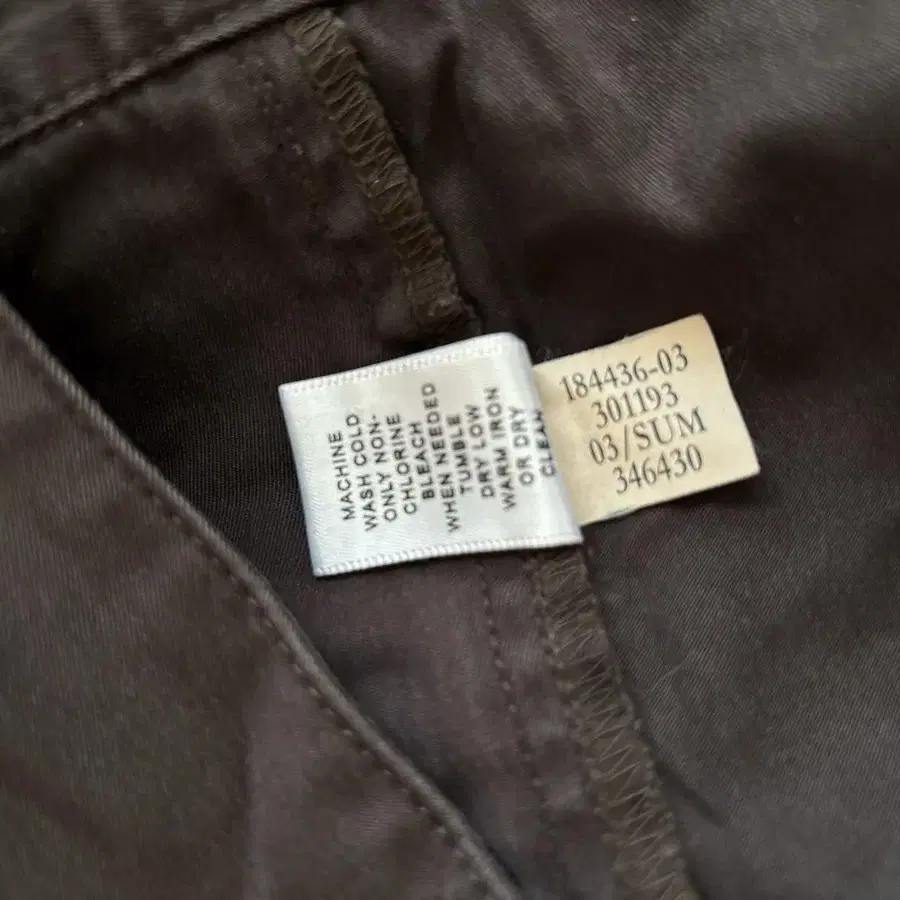 MACHINE
WASH COLD
ONLY NON-
CHLORINE
BLEACH
WHEN NEEDED
TUMBLE
DRY LOW
WARM IRON
OR DRY
CLEAN
184436-03
301193
03/SUM
346430